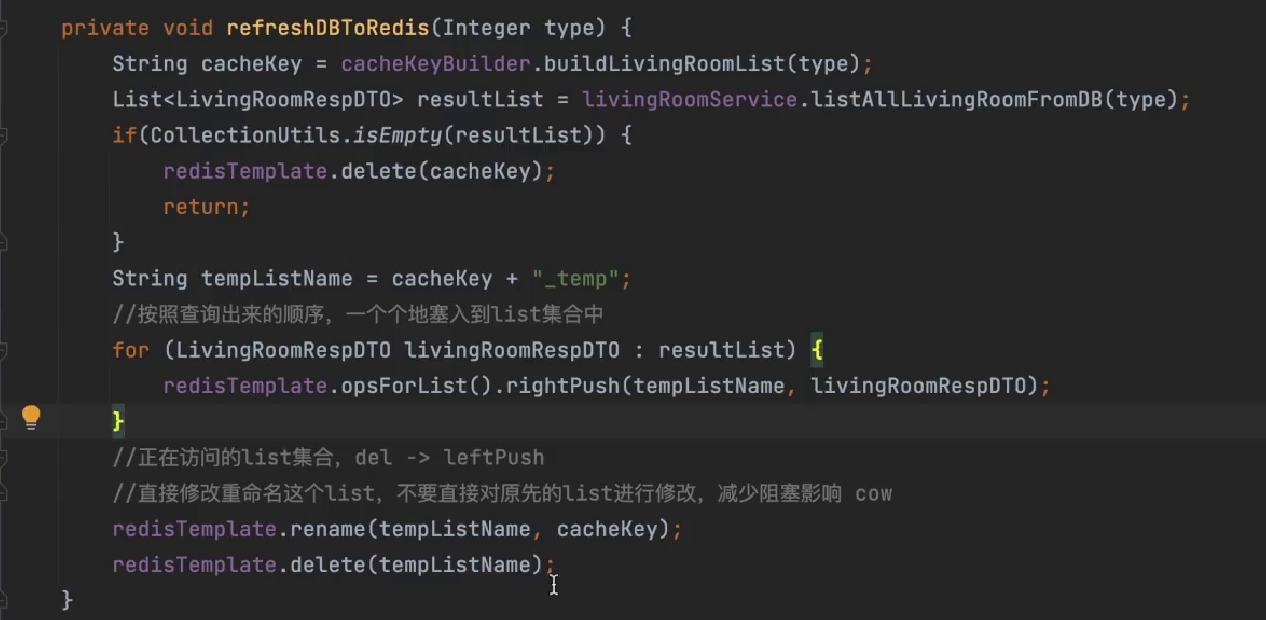 private void refreshDBToRedis(Integer type) {
String cacheKey = cacheKeyBuilder.buildLivingRoomList(type);
List<LivingRoomRespDTO> resultList = livingRoomService.listAllLivingRoomFromDB(type);
if(CollectionUtils.isEmpty(resultList)) {
redisTemplate.delete(cacheKey);
return;
}
String tempListName = cacheKey + "_temp";
//按照查询出来的顺序，一个个地塞入到list集合中
for (LivingRoomRespDTO livingRoomRespDTO : resultList) {
redisTemplate.opsForList().rightPush(tempListName, livingRoomRespDTO);
}
//正在访问的list集合，del -> leftPush
//直接修改重命名这个list，不要直接对原先的list进行修改，减少阻塞影响 cow
redisTemplate.rename(tempListName, cacheKey);
redisTemplate.delete(tempListName);
}